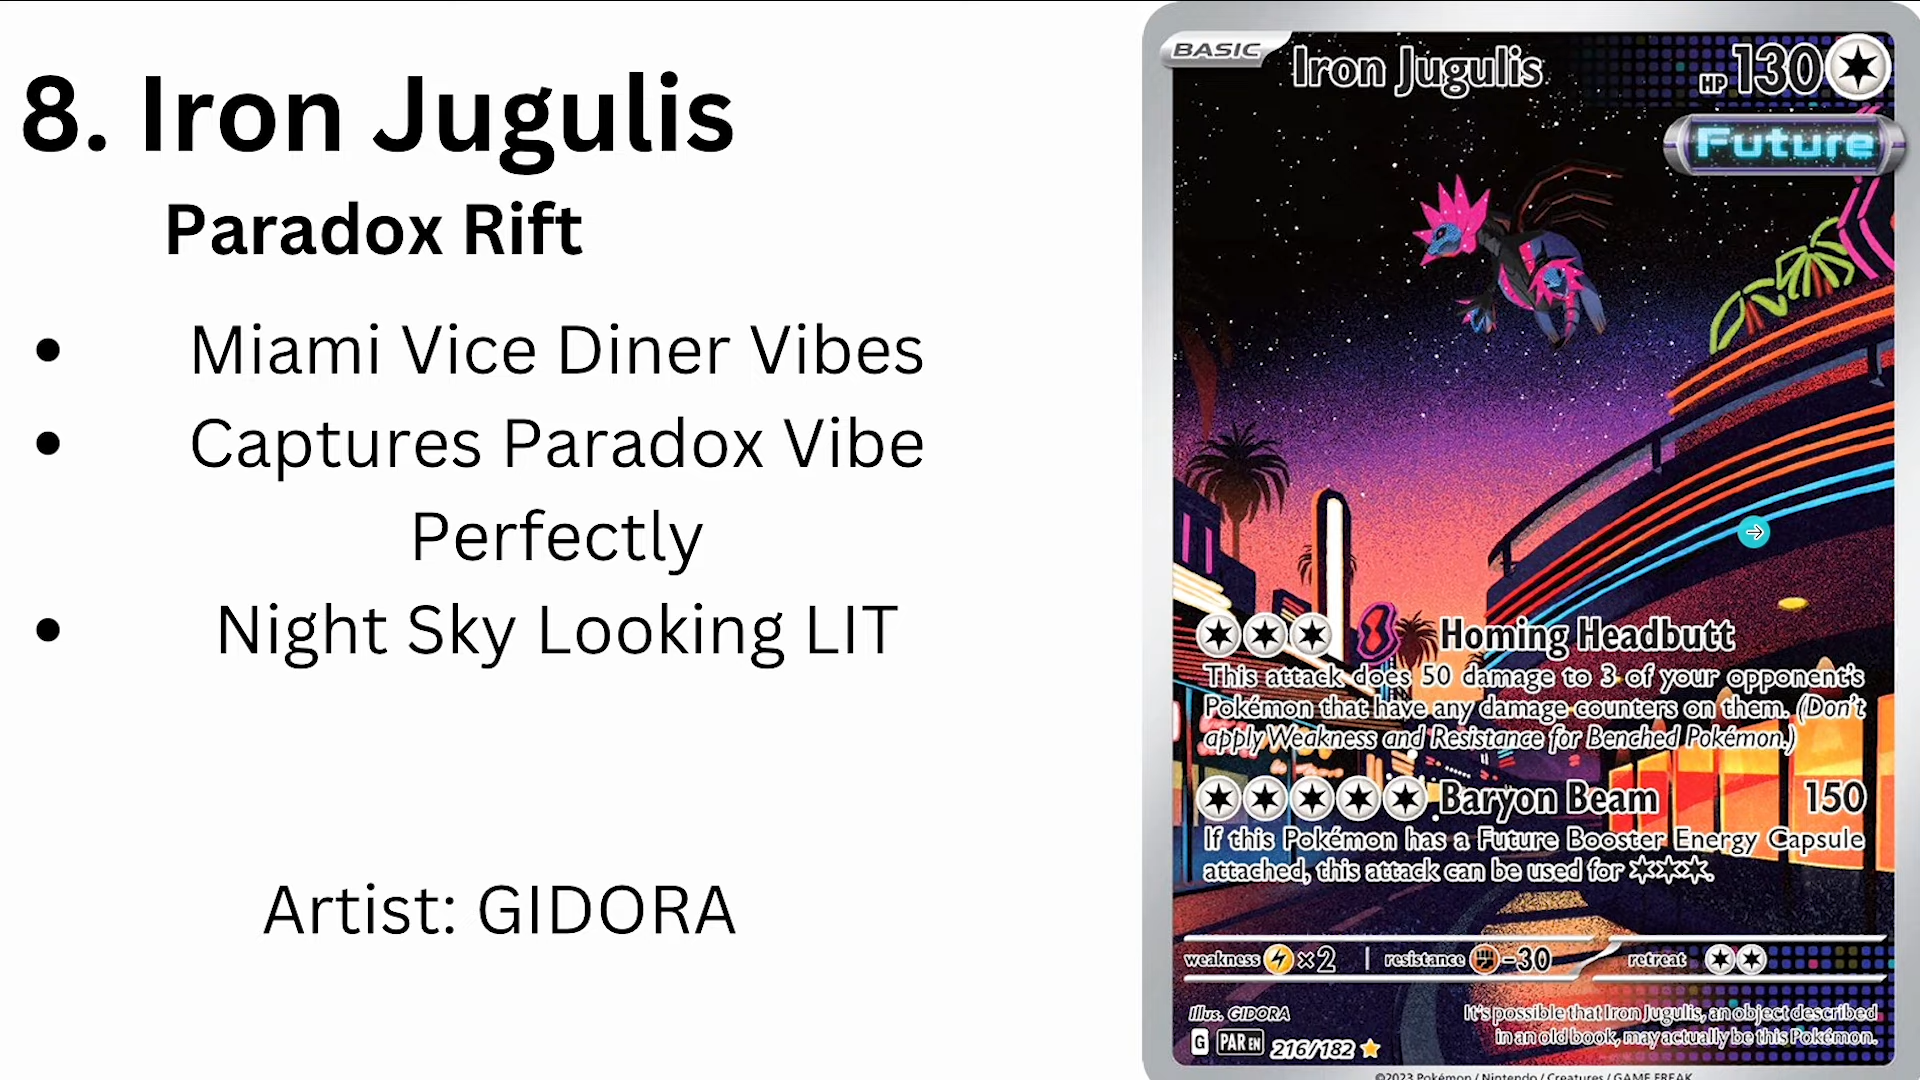 8. Iron Jugulis
Paradox Rift
Miami Vice Diner Vibes
Captures Paradox Vibe
Perfectly
Night Sky Looking LIT
Artist: GIDORA
BASIC
Iron Jugulis
HP 130
Future
Homing Headbutt
This attack does 50 damage to 3 of your opponent's
Pokémon that have any damage counters on them. (Don't
apply Weakness and Resistance for Benched Pokémon.)
Baryon Beam 150
If this Pokémon has a Future Booster Energy Capsule
attached, this attack can be used for
weakness ×2 resistance -30 retreat
Illus. GIDORA
It's possible that Iron Jugulis, an object described
in an old book, may actually be this Pokémon.
G PAR EN 216/182
©2023 Pokémon / Nintendo / Creatures / GAME FREAK